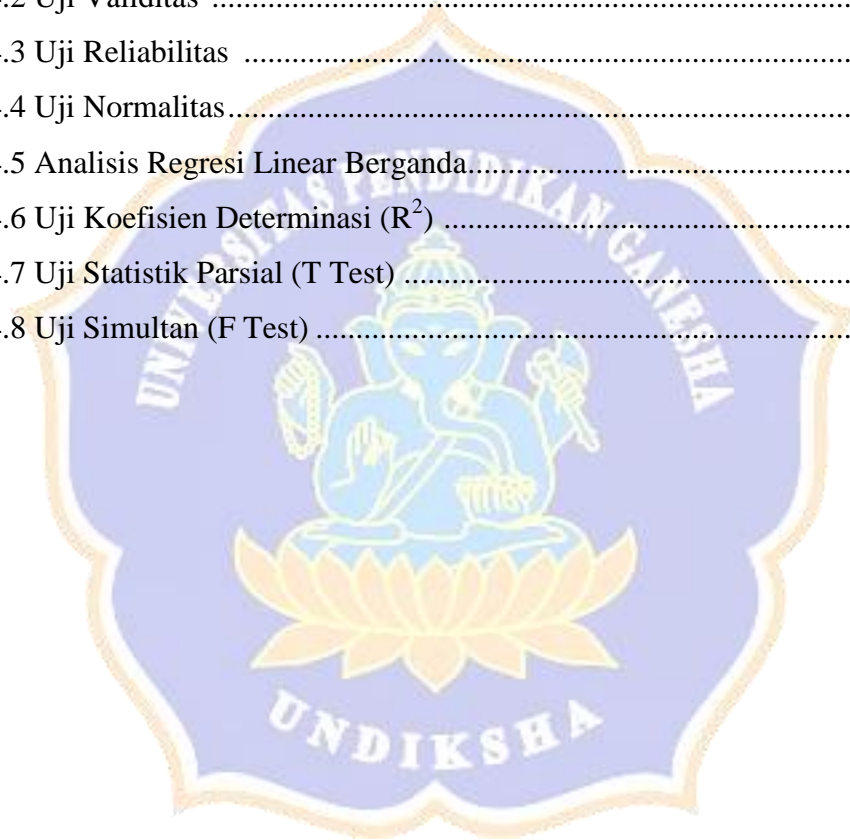 .2 Uji Validitas ...........................................................................
.3 Uji Reliabilitas ...........................................................................
.4 Uji Normalitas...........................................................................
.5 Analisis Regresi Linear Berganda...............................................
.6 Uji Koefisien Determinasi (R²) ..................................................
.7 Uji Statistik Parsial (T Test) .......................................................
.8 Uji Simultan (F Test) .................................................................
UNIVERSITAS PENDIDIKAN GANESHA
UNDIKSHA